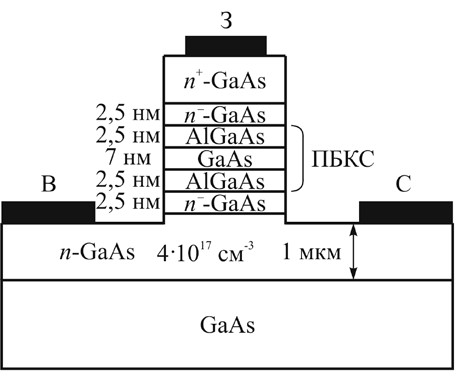 З
n⁺-GaAs
2,5 нм n⁻-GaAs
2,5 нм AlGaAs
7 нм GaAs ПБКС
2,5 нм AlGaAs
2,5 нм n⁻-GaAs
В С
n-GaAs 4·10¹⁷ см⁻³ 1 мкм
GaAs